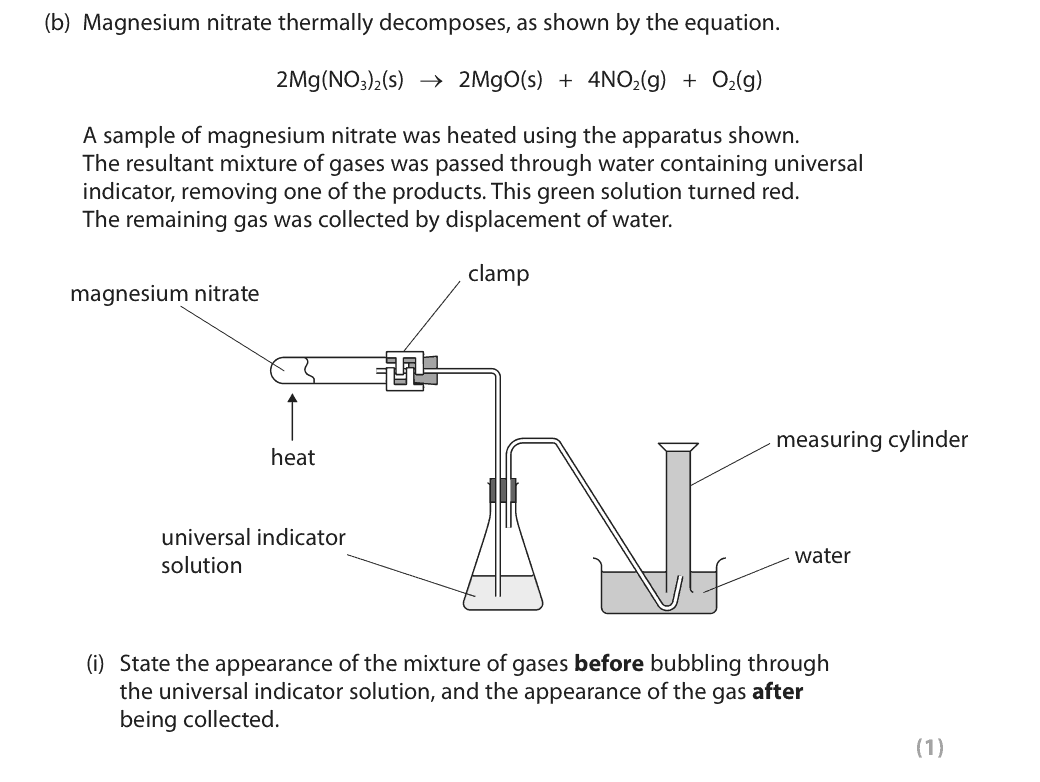 (b) Magnesium nitrate thermally decomposes, as shown by the equation.
2Mg(NO₃)₂(s) → 2MgO(s) + 4NO₂(g) + O₂(g)
A sample of magnesium nitrate was heated using the apparatus shown.
The resultant mixture of gases was passed through water containing universal
indicator, removing one of the products. This green solution turned red.
The remaining gas was collected by displacement of water.
clamp
magnesium nitrate
measuring cylinder
heat
universal indicator
solution
water
(i) State the appearance of the mixture of gases before bubbling through
the universal indicator solution, and the appearance of the gas after
being collected.
(1)